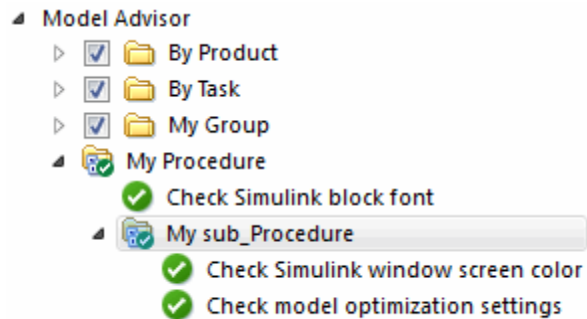 Model Advisor
By Product
By Task
My Group
My Procedure
Check Simulink block font
My sub_Procedure
Check Simulink window screen color
Check model optimization settings